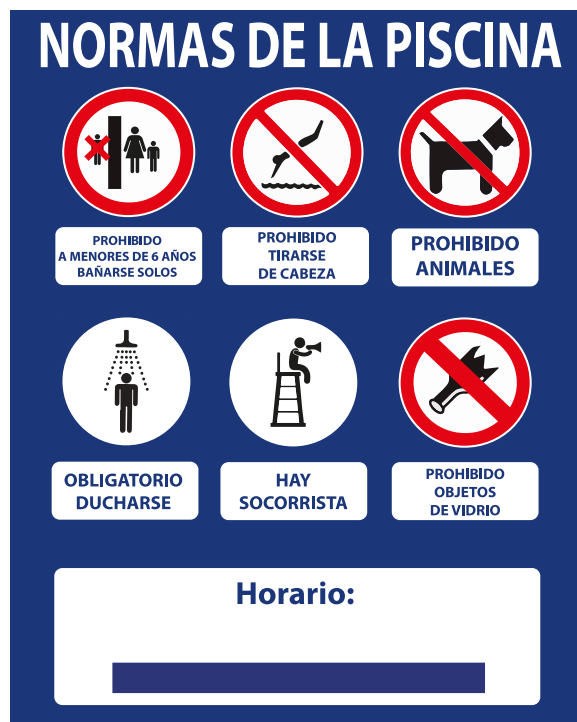 NORMAS DE LA PISCINA
PROHIBIDO
A MENORES DE 6 AÑOS
BAÑARSE SOLOS
PROHIBIDO
TIRARSE
DE CABEZA
PROHIBIDO
ANIMALES
OBLIGATORIO
DUCHARSE
HAY
SOCORRISTA
PROHIBIDO
OBJETOS
DE VIDRIO
Horario: